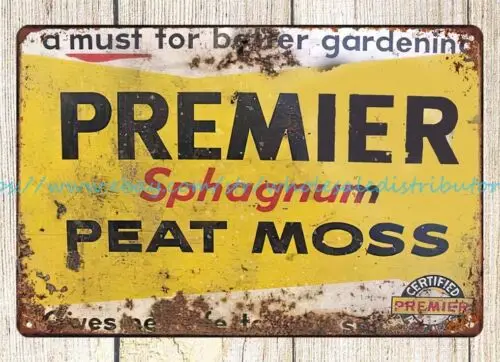 a must for better gardening
PREMIER
Sphagnum
PEAT MOSS
CERTIFIED
PREMIER